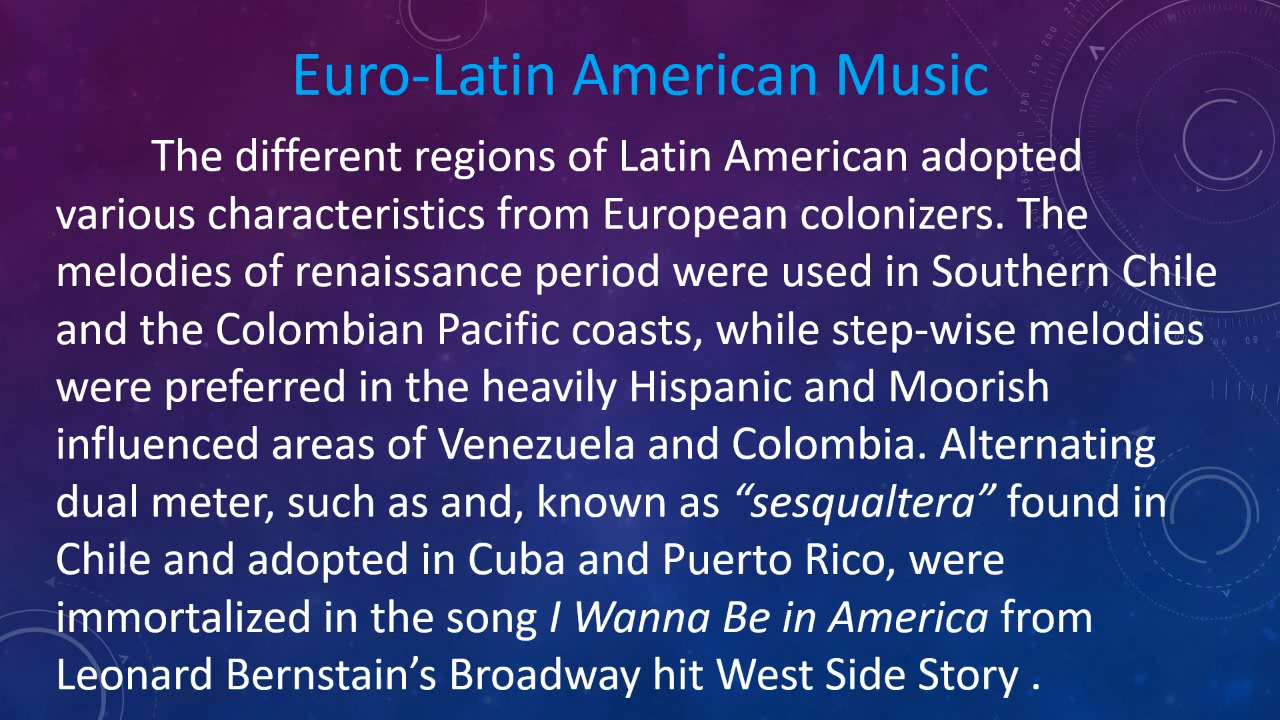 Euro-Latin American Music
The different regions of Latin American adopted
various characteristics from European colonizers. The
melodies of renaissance period were used in Southern Chile
and the Colombian Pacific coasts, while step-wise melodies
were preferred in the heavily Hispanic and Moorish
influenced areas of Venezuela and Colombia. Alternating
dual meter, such as and, known as “sesqualtera” found in
Chile and adopted in Cuba and Puerto Rico, were
immortalized in the song I Wanna Be in America from
Leonard Bernstain’s Broadway hit West Side Story .